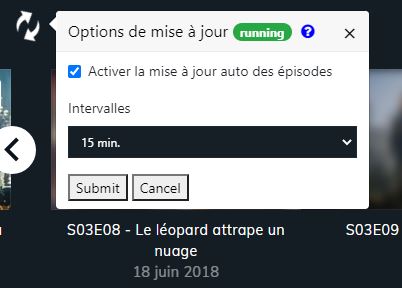 Options de mise à jour running ?
Activer la mise à jour auto des épisodes
Intervalles
15 min.
Submit Cancel
S03E08 - Le léopard attrape un S03E09
nuage
18 juin 2018